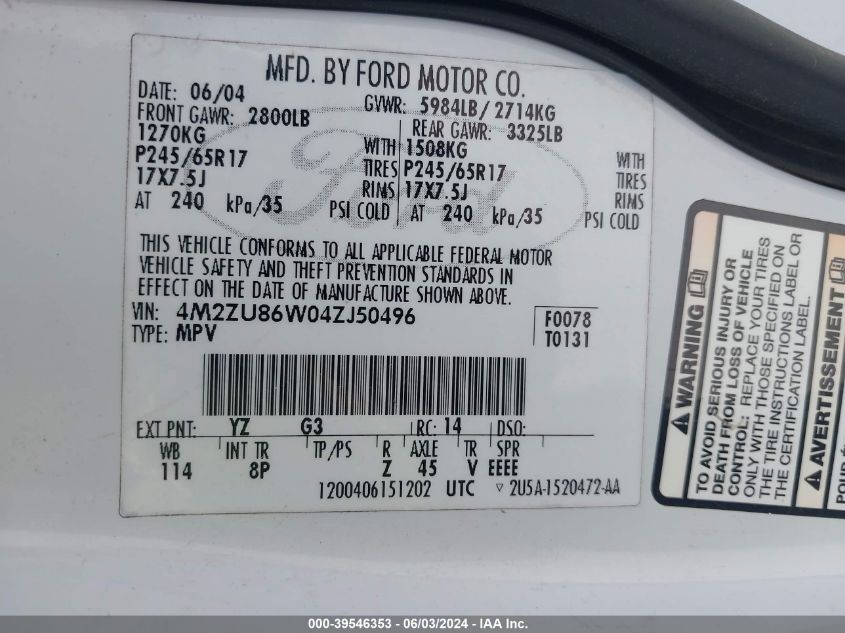 MFD. BY FORD MOTOR CO.
DATE: 06/04 GVWR: 5984LB / 2714KG
FRONT GAWR: 2800LB REAR GAWR: 3325LB
1270KG WITH 1508KG WITH
P245/65R17 TIRES P245/65R17 TIRES
17X7.5J RIMS 17X7.5J RIMS
AT 240 kPa/35 PSI COLD AT 240 kPa/35 PSI COLD
Ford
THIS VEHICLE CONFORMS TO ALL APPLICABLE FEDERAL MOTOR
VEHICLE SAFETY AND THEFT PREVENTION STANDARDS IN
EFFECT ON THE DATE OF MANUFACTURE SHOWN ABOVE.
VIN: 4M2ZU86W04ZJ50496 F0078
TYPE: MPV T0131
EXT PNT: YZ G3 RC: 14 DSO:
WB INT TR TP/PS R AXLE TR SPR
114 8P Z 45 V EEEE
1200406151202 UTC 2U5A-1520472-AA
WARNING
TO AVOID SERIOUS INJURY OR
DEATH FROM LOSS OF VEHICLE
CONTROL: REPLACE YOUR TIRES
ONLY WITH THOSE SPECIFIED ON
THE TIRE INSTRUCTIONS LABEL OR
THE CERTIFICATION LABEL.
AVERTISSEMENT
000-39546353 - 06/03/2024 - IAA Inc.